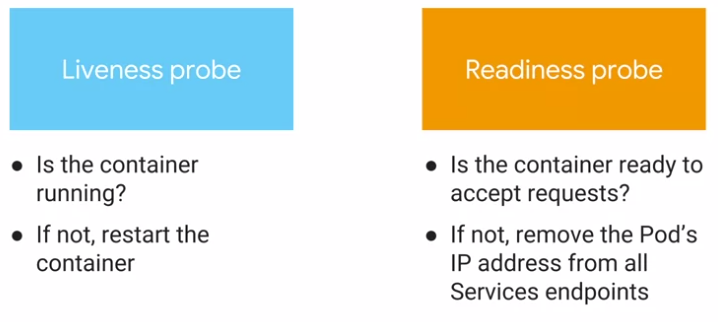 Liveness probe
● Is the container
running?
● If not, restart the
container
Readiness probe
● Is the container ready to
accept requests?
● If not, remove the Pod's
IP address from all
Services endpoints